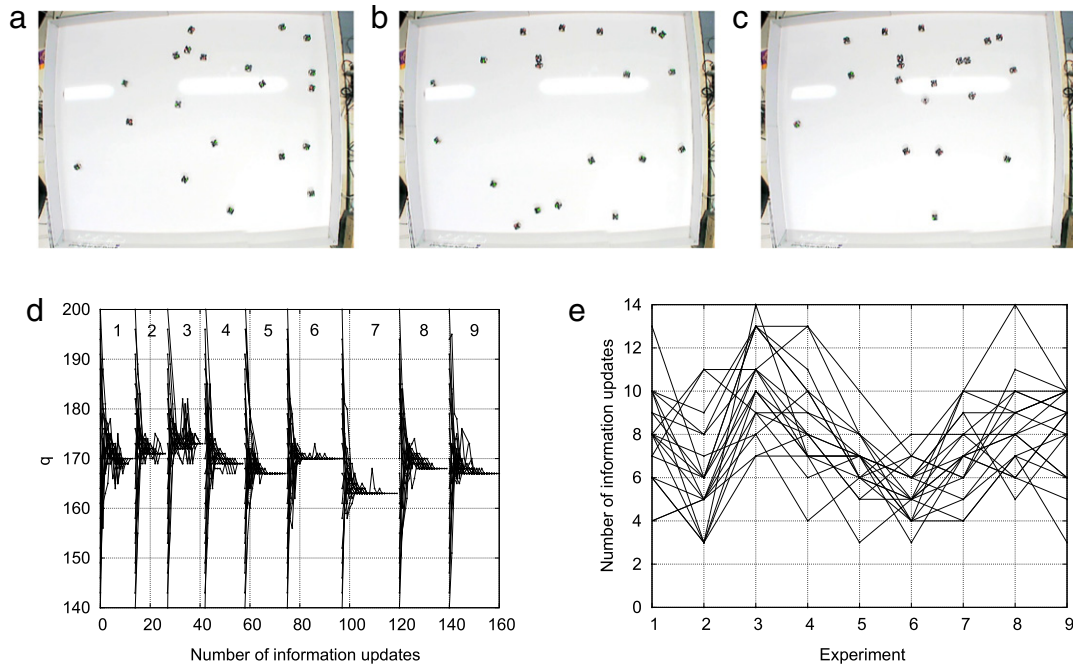 a
b
c
d
200
190
180
170
160
150
140
q
1 2 3 4 5 6 7 8 9
0 20 40 60 80 100 120 140 160
Number of information updates
e
14
12
10
8
6
4
2
0
Number of information updates
1 2 3 4 5 6 7 8 9
Experiment